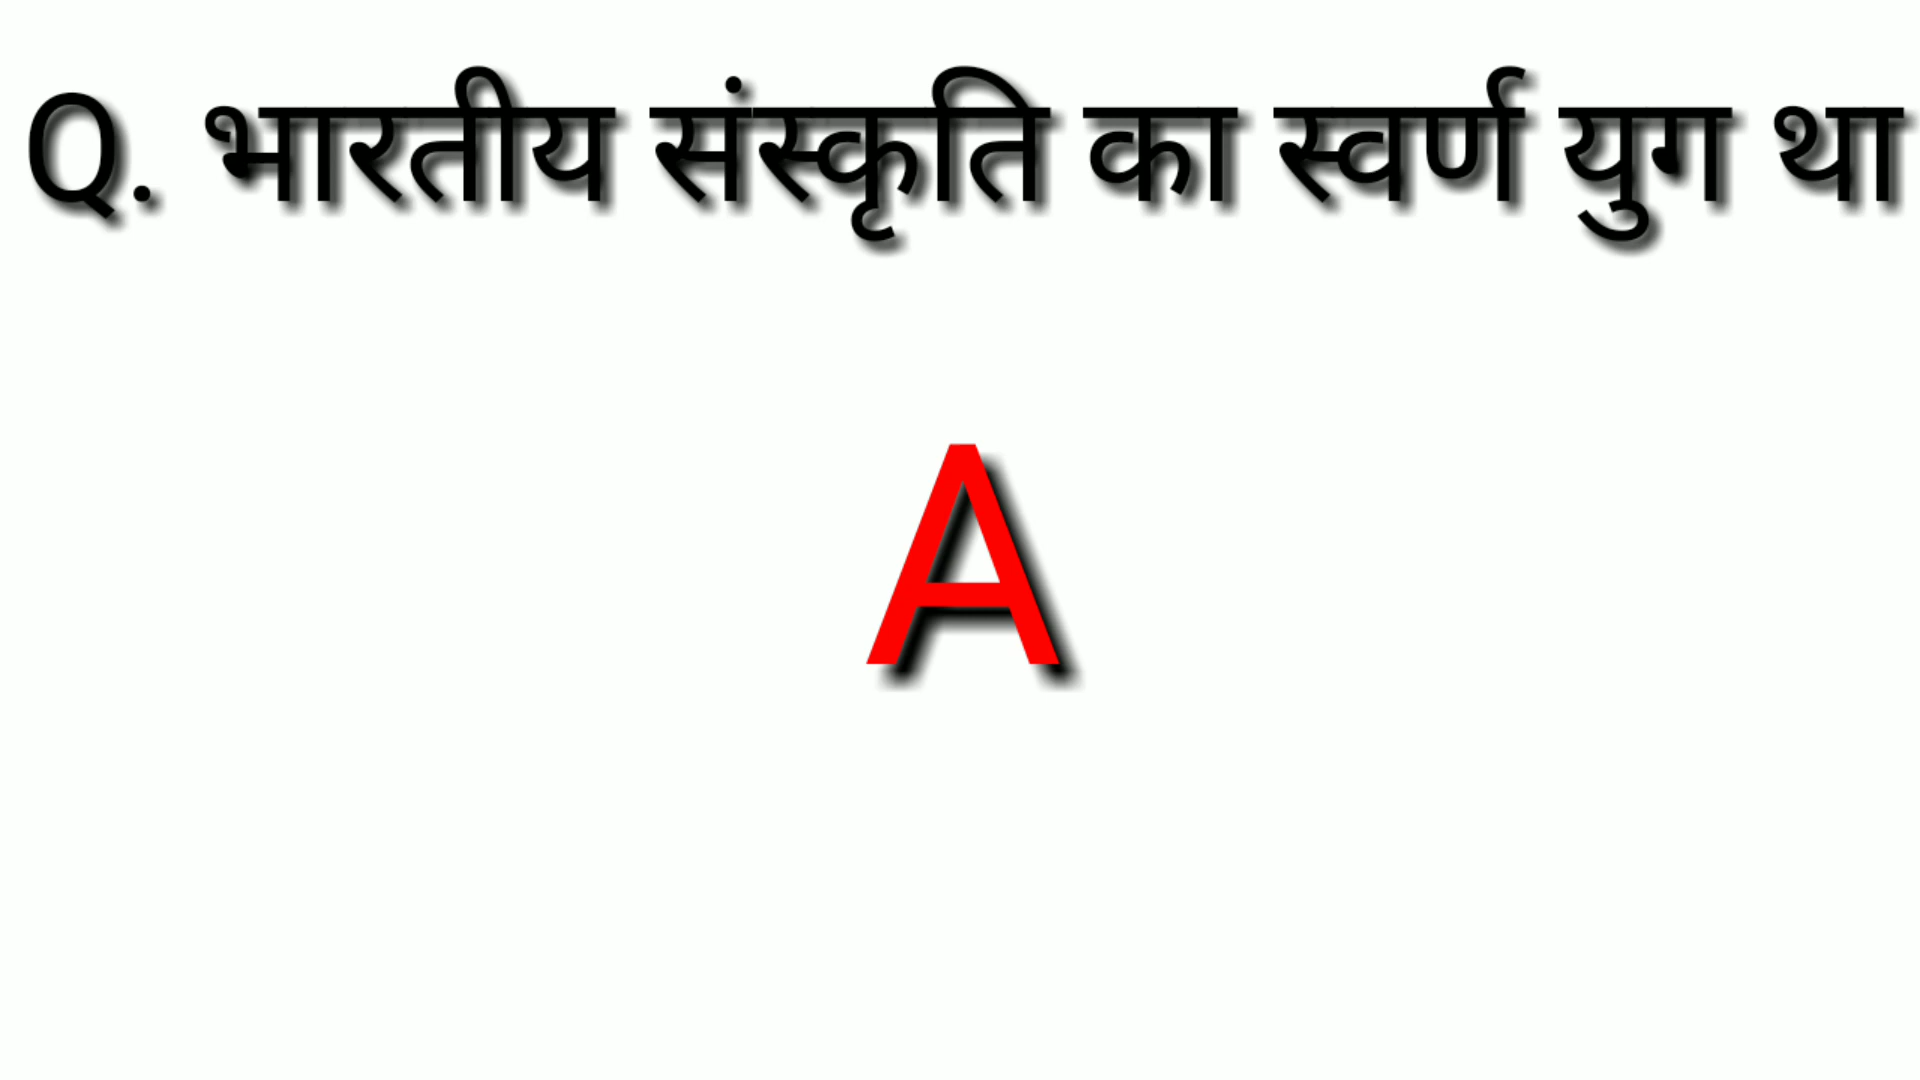 Q. भारतीय संस्कृति का स्वर्ण युग था
A